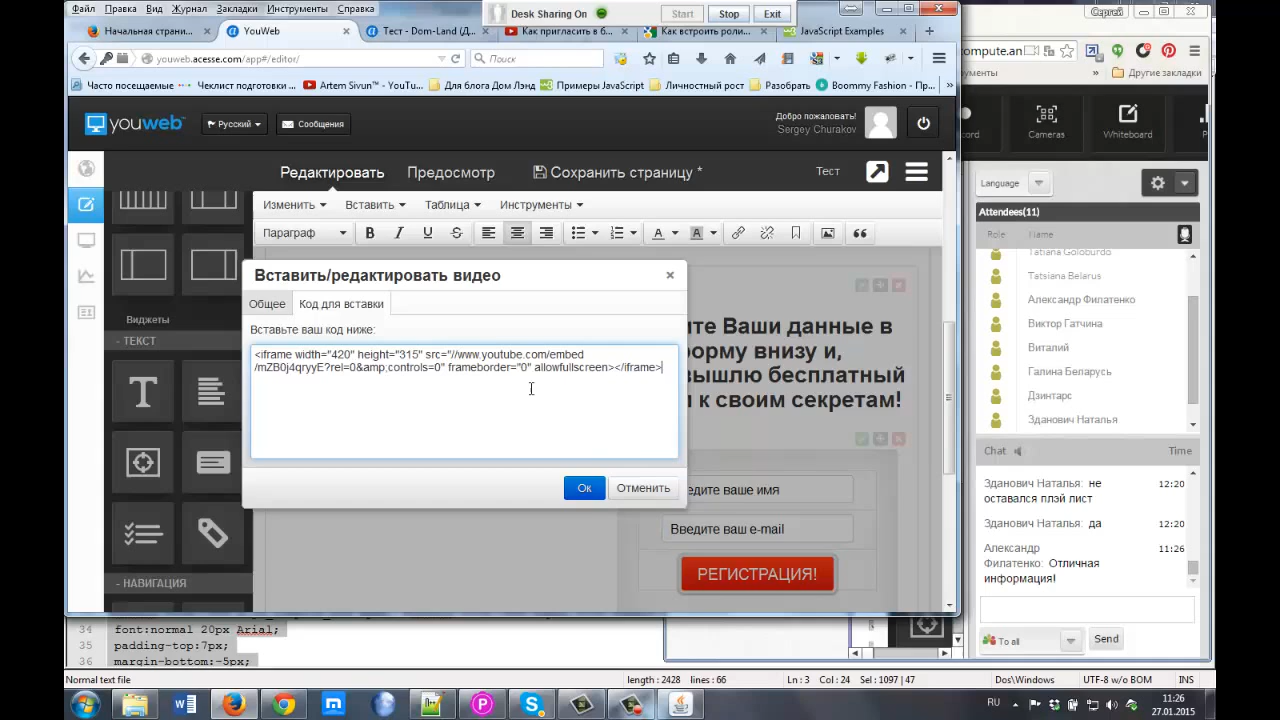 Файл Правка Вид Журнал Закладки Инструменты Справка
Desk Sharing On Start Stop Exit
Сергей
Начальная страни... × YouWeb × Тест - Dom-Land (Д... × Как пригласить в б... × Как встроить роли... × JavaScript Examples × +
youweb.acesse.com/app#/editor/ Поиск
compute.an
Часто посещаемые Чеклист подготовки ... Artem Sivun" – YouTu... Для блога Дом Лэнд Примеры JavaScript Личностный рост Разобрать Boommy Fashion - Пр... »
ументы » Другие закладки
youweb Русский Сообщения
Добро пожаловать!
Sergey Churakov
Cameras Whiteboard
Редактировать Предосмотр Сохранить страницу * Тест
Language
Изменить Вставить Таблица Инструменты
Параграф B I U S A A
Attendees(11)
Role Name
Tatiana Goloburdo
Tatsiana Belarus
Александр Филатенко
Виктор Гатчина
Виталий
Галина Беларусь
Дзинтарс
Зданович Наталья
Вставить/редактировать видео ×
Общее Код для вставки
Вставьте ваш код ниже:
<iframe width="420" height="315" src="//www.youtube.com/embed
/mZB0j4qryyE?rel=0&amp;controls=0" frameborder="0" allowfullscreen></iframe>
Ок Отменить
Виджеты
- ТЕКСТ
- НАВИГАЦИЯ
те Ваши данные в
орму внизу и,
вышлю бесплатный
к своим секретам!
едите ваше имя
Введите ваш e-mail
РЕГИСТРАЦИЯ!
Chat Time
Зданович Наталья: не 12:20
оставался плэй лист
Зданович Наталья: да 12:20
Александр 11:26
Филатенко: Отличная
информация!
To all Send
34 font:normal 20px Arial;
35 padding-top:7px;
36 margin-bottom:-5px;
Normal text file length : 2428 lines : 66 Ln : 3 Col : 24 Sel : 1097 | 47 Dos\Windows UTF-8 w/o BOM INS
RU 11:26
27.01.2015